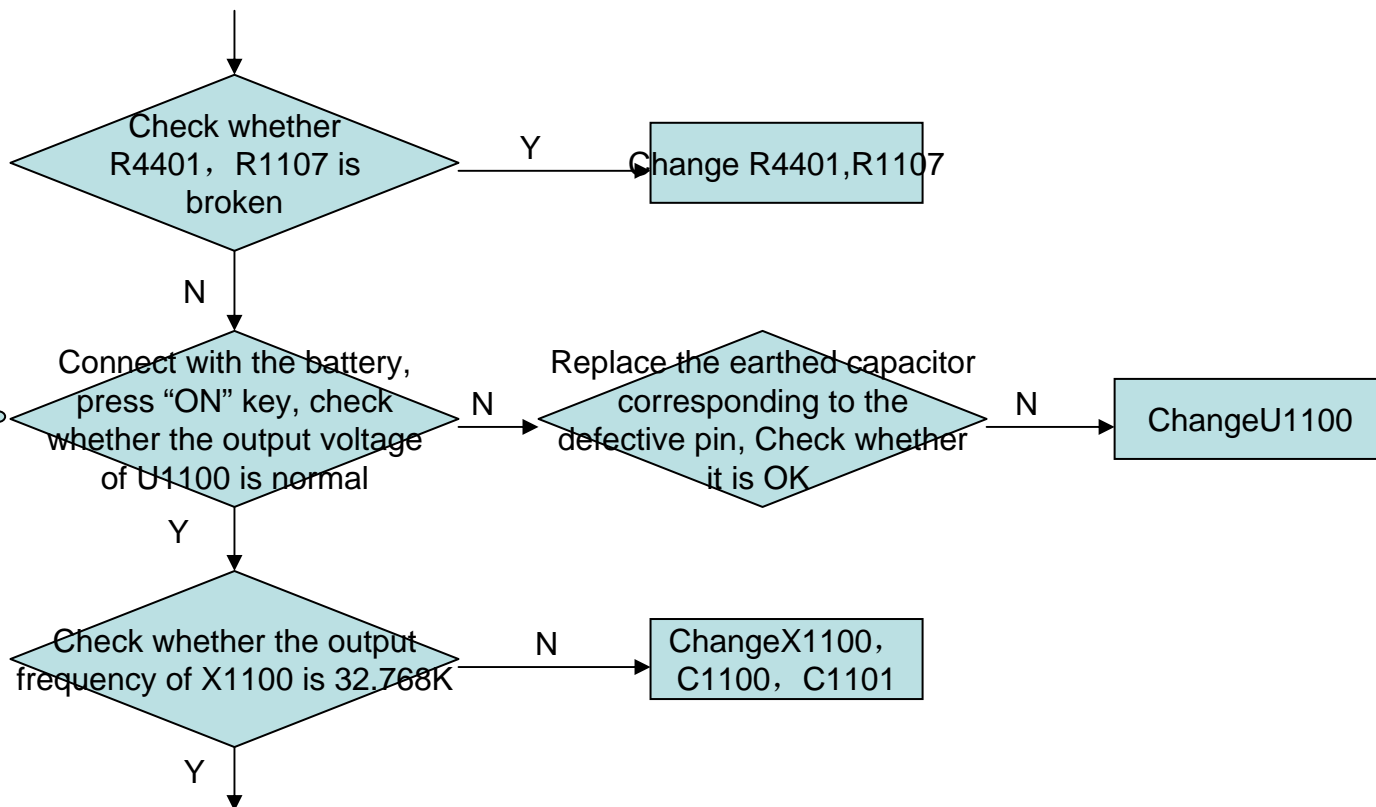 Check whether
R4401，R1107 is
broken
Y
Change R4401,R1107
N
Connect with the battery,
press “ON” key, check
whether the output voltage
of U1100 is normal
N
Replace the earthed capacitor
corresponding to the
defective pin, Check whether
it is OK
N
ChangeU1100
Y
Check whether the output
frequency of X1100 is 32.768K
N
ChangeX1100，
C1100，C1101
Y